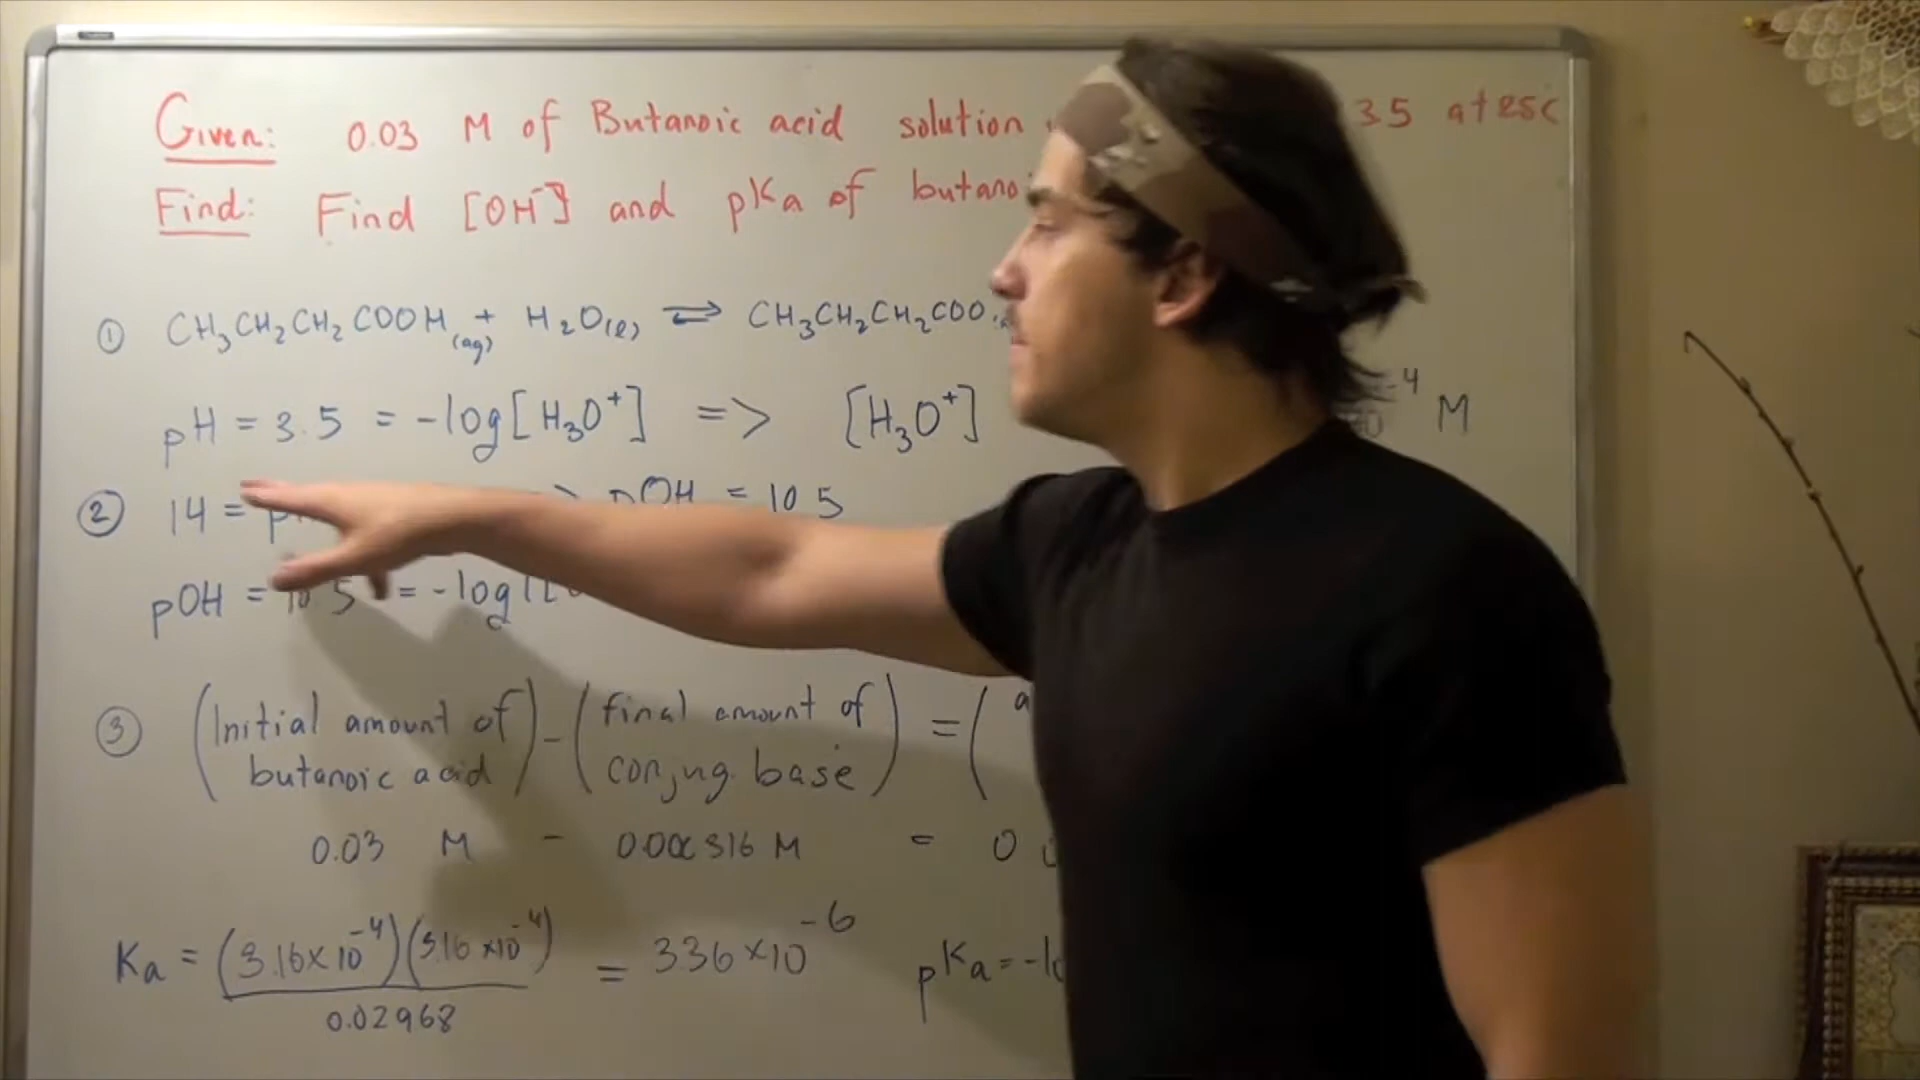 Given: 0.03 M of Butanoic acid solution 3.5 at 25C
Find: Find [OH⁻] and pKa of butano
① CH₃CH₂CH₂COOH(aq) + H₂O(l) ⇌ CH₃CH₂CH₂COO
pH = 3.5 = -log[H₃O⁺] => [H₃O⁺] ⁻⁴ M
② 14 = pOH = 10.5
pOH = 10.5 = -log[
③ (Initial amount of butanoic acid) - (final amount of conjug. base) = (
0.03 M - 0.000316 M = 0.0
Ka = (3.16×10⁻⁴)(3.16×10⁻⁴) / 0.02968 = 3.36×10⁻⁶ pKa = -lo